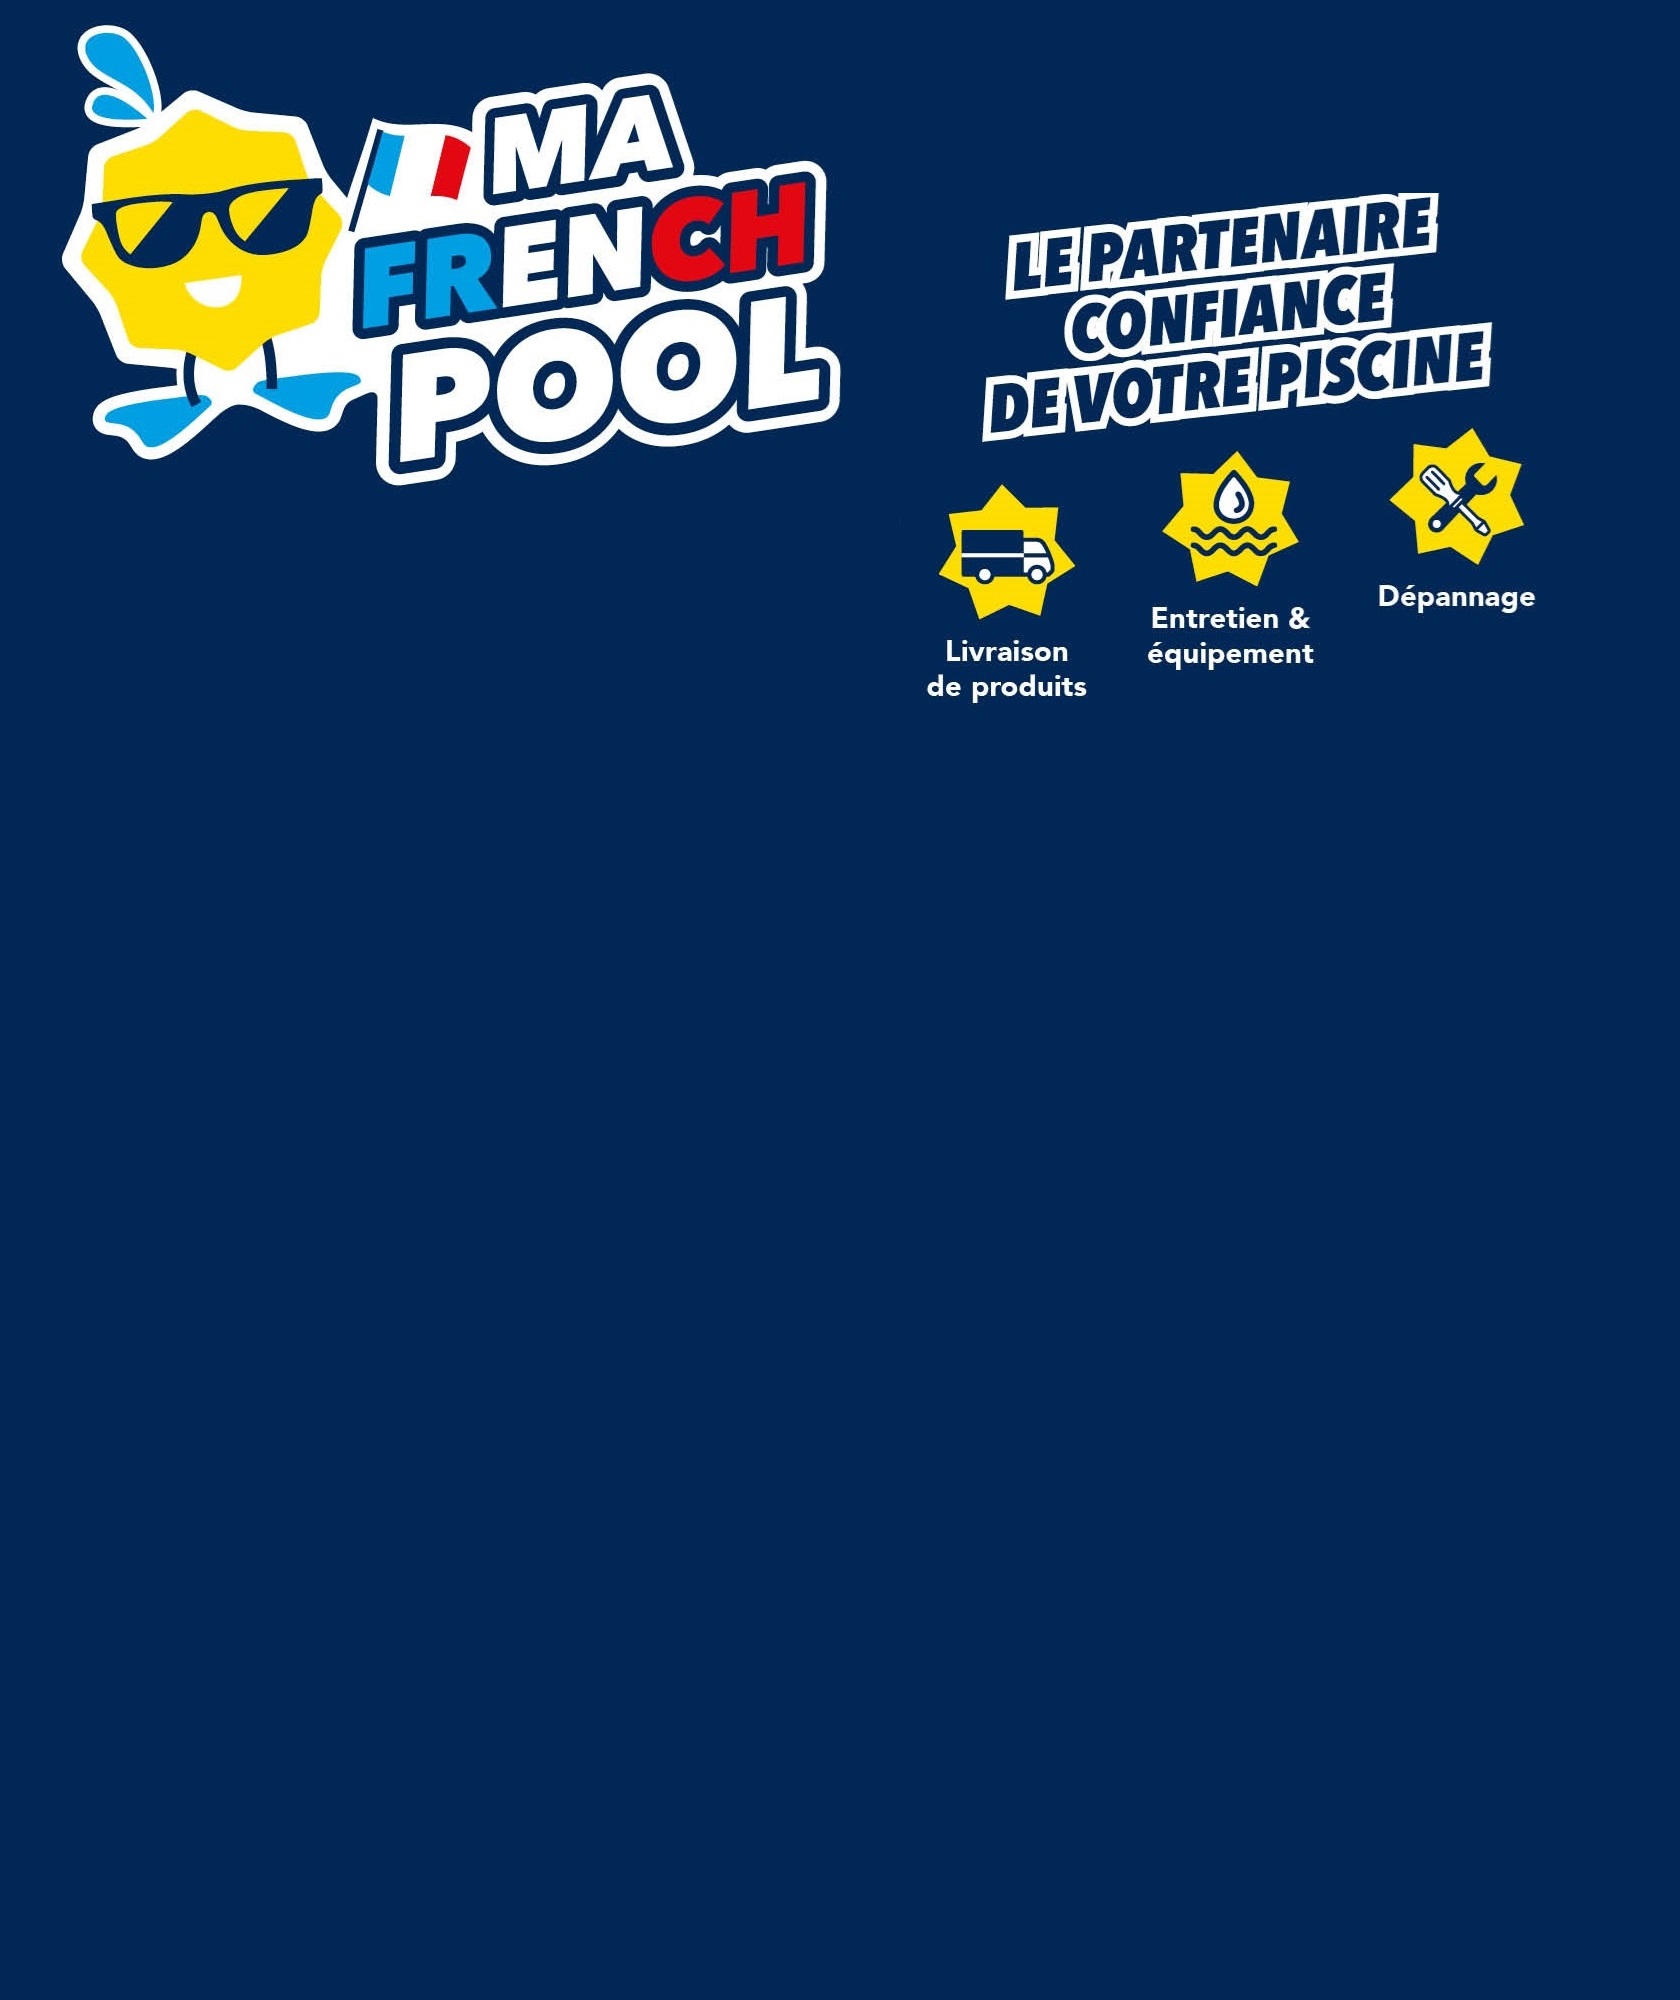 MA
FRENCH
POOL
LE PARTENAIRE
CONFIANCE
DE VOTRE PISCINE
Livraison
de produits
Entretien &
équipement
Dépannage